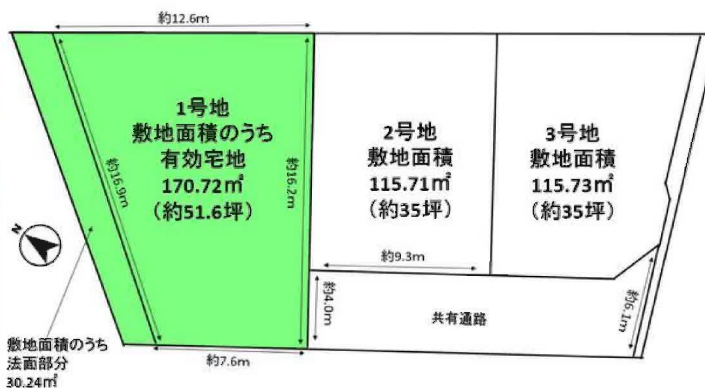 約12.6m
1号地
敷地面積のうち
有効宅地
170.72㎡
（約51.6坪）
約16.9m
約16.2m
2号地
敷地面積
115.71㎡
（約35坪）
3号地
敷地面積
115.73㎡
（約35坪）
N
約9.3m
約4.0m
共有通路
約6.1m
敷地面積のうち
法面部分
30.24㎡
約7.6m